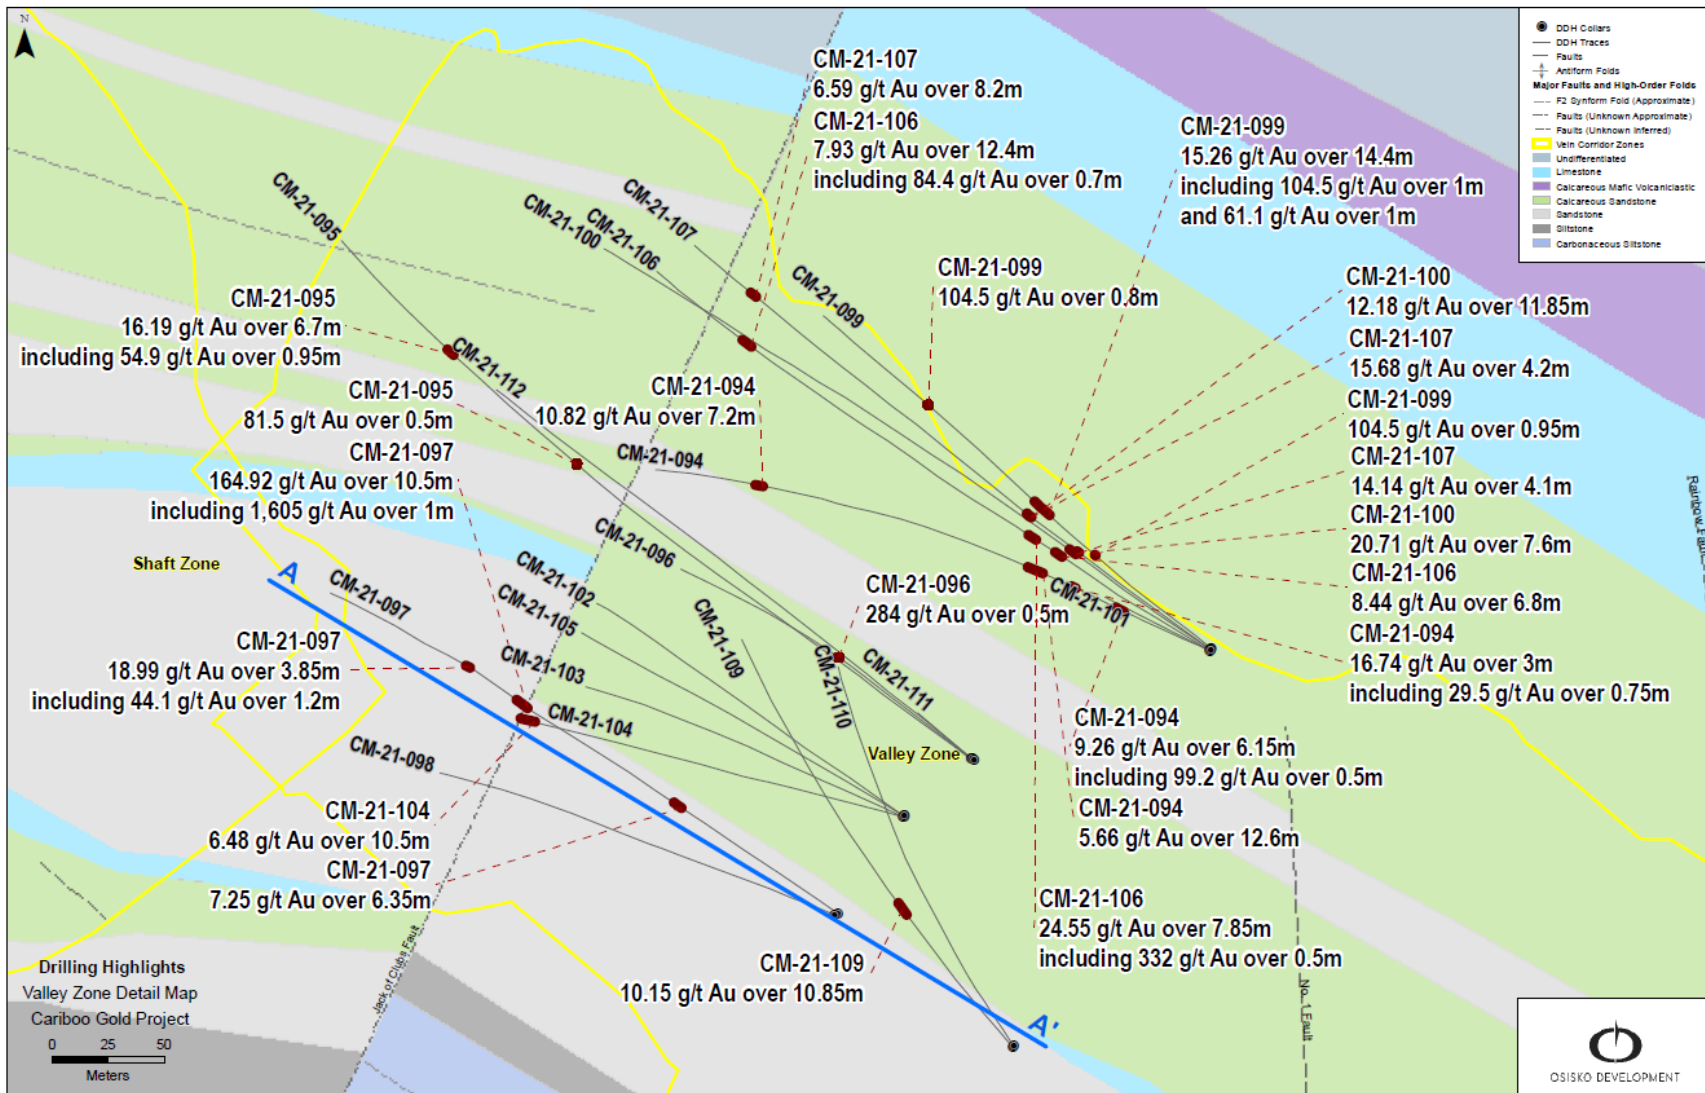 N
CM-21-107
6.59 g/t Au over 8.2m
CM-21-106
7.93 g/t Au over 12.4m
including 84.4 g/t Au over 0.7m
CM-21-099
15.26 g/t Au over 14.4m
including 104.5 g/t Au over 1m
and 61.1 g/t Au over 1m
DDH Collars
DDH Traces
Faults
Antiform Folds
Major Faults and High-Order Folds
F2 Synform Fold (Approximate)
Faults (Unknown Approximate)
Faults (Unknown Inferred)
Vein Corridor Zones
Undifferentiated
Limestone
Calcareous Mafic Volcaniclastic
Calcareous Sandstone
Sandstone
Siltstone
Carbonaceous Siltstone
CM-21-095
CM-21-100
CM-21-106
CM-21-107
CM-21-099
CM-21-099
104.5 g/t Au over 0.8m
CM-21-100
12.18 g/t Au over 11.85m
CM-21-107
15.68 g/t Au over 4.2m
CM-21-099
104.5 g/t Au over 0.95m
CM-21-107
14.14 g/t Au over 4.1m
CM-21-100
20.71 g/t Au over 7.6m
CM-21-106
8.44 g/t Au over 6.8m
CM-21-094
16.74 g/t Au over 3m
including 29.5 g/t Au over 0.75m
CM-21-095
16.19 g/t Au over 6.7m
including 54.9 g/t Au over 0.95m
CM-21-112
CM-21-095
81.5 g/t Au over 0.5m
CM-21-094
10.82 g/t Au over 7.2m
CM-21-097
164.92 g/t Au over 10.5m
including 1,605 g/t Au over 1m
CM-21-094
CM-21-096
CM-21-102
CM-21-105
CM-21-103
CM-21-104
CM-21-109
CM-21-110
CM-21-111
CM-21-101
CM-21-096
284 g/t Au over 0.5m
Shaft Zone
A
CM-21-097
CM-21-097
18.99 g/t Au over 3.85m
including 44.1 g/t Au over 1.2m
CM-21-098
Valley Zone
CM-21-094
9.26 g/t Au over 6.15m
including 99.2 g/t Au over 0.5m
CM-21-094
5.66 g/t Au over 12.6m
CM-21-104
6.48 g/t Au over 10.5m
CM-21-097
7.25 g/t Au over 6.35m
CM-21-106
24.55 g/t Au over 7.85m
including 332 g/t Au over 0.5m
CM-21-109
10.15 g/t Au over 10.85m
A'
Rainbow Fault
No. 1 Fault
Jack of Clubs Fault
Drilling Highlights
Valley Zone Detail Map
Cariboo Gold Project
0 25 50
Meters
OSISKO DEVELOPMENT